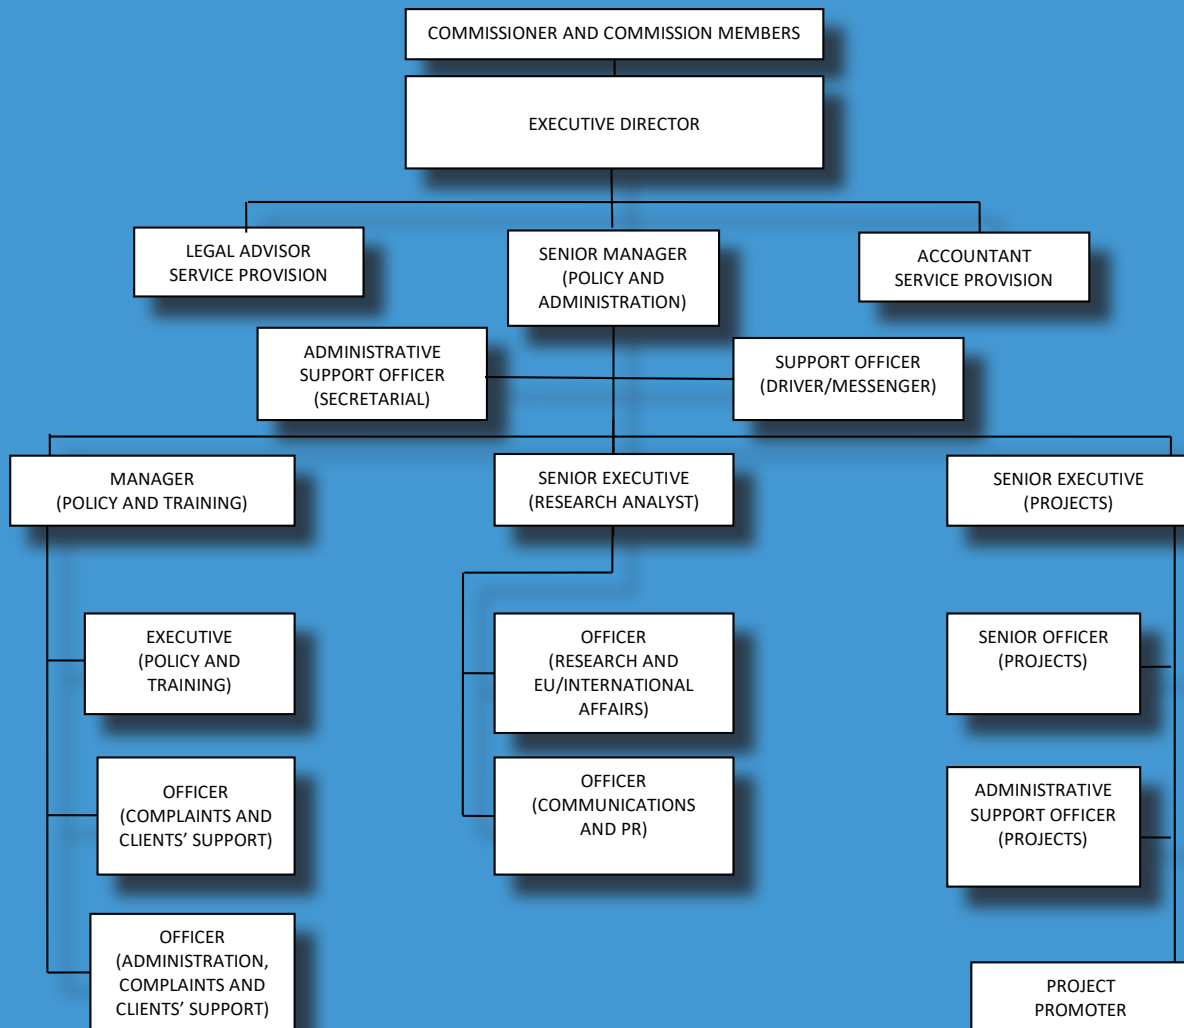 COMMISSIONER AND COMMISSION MEMBERS
EXECUTIVE DIRECTOR
LEGAL ADVISOR
SERVICE PROVISION
SENIOR MANAGER
(POLICY AND
ADMINISTRATION)
ACCOUNTANT
SERVICE PROVISION
ADMINISTRATIVE
SUPPORT OFFICER
(SECRETARIAL)
SUPPORT OFFICER
(DRIVER/MESSENGER)
MANAGER
(POLICY AND TRAINING)
SENIOR EXECUTIVE
(RESEARCH ANALYST)
SENIOR EXECUTIVE
(PROJECTS)
EXECUTIVE
(POLICY AND
TRAINING)
OFFICER
(RESEARCH AND
EU/INTERNATIONAL
AFFAIRS)
SENIOR OFFICER
(PROJECTS)
OFFICER
(COMPLAINTS AND
CLIENTS’ SUPPORT)
OFFICER
(COMMUNICATIONS
AND PR)
ADMINISTRATIVE
SUPPORT OFFICER
(PROJECTS)
OFFICER
(ADMINISTRATION,
COMPLAINTS AND
CLIENTS’ SUPPORT)
PROJECT
PROMOTER